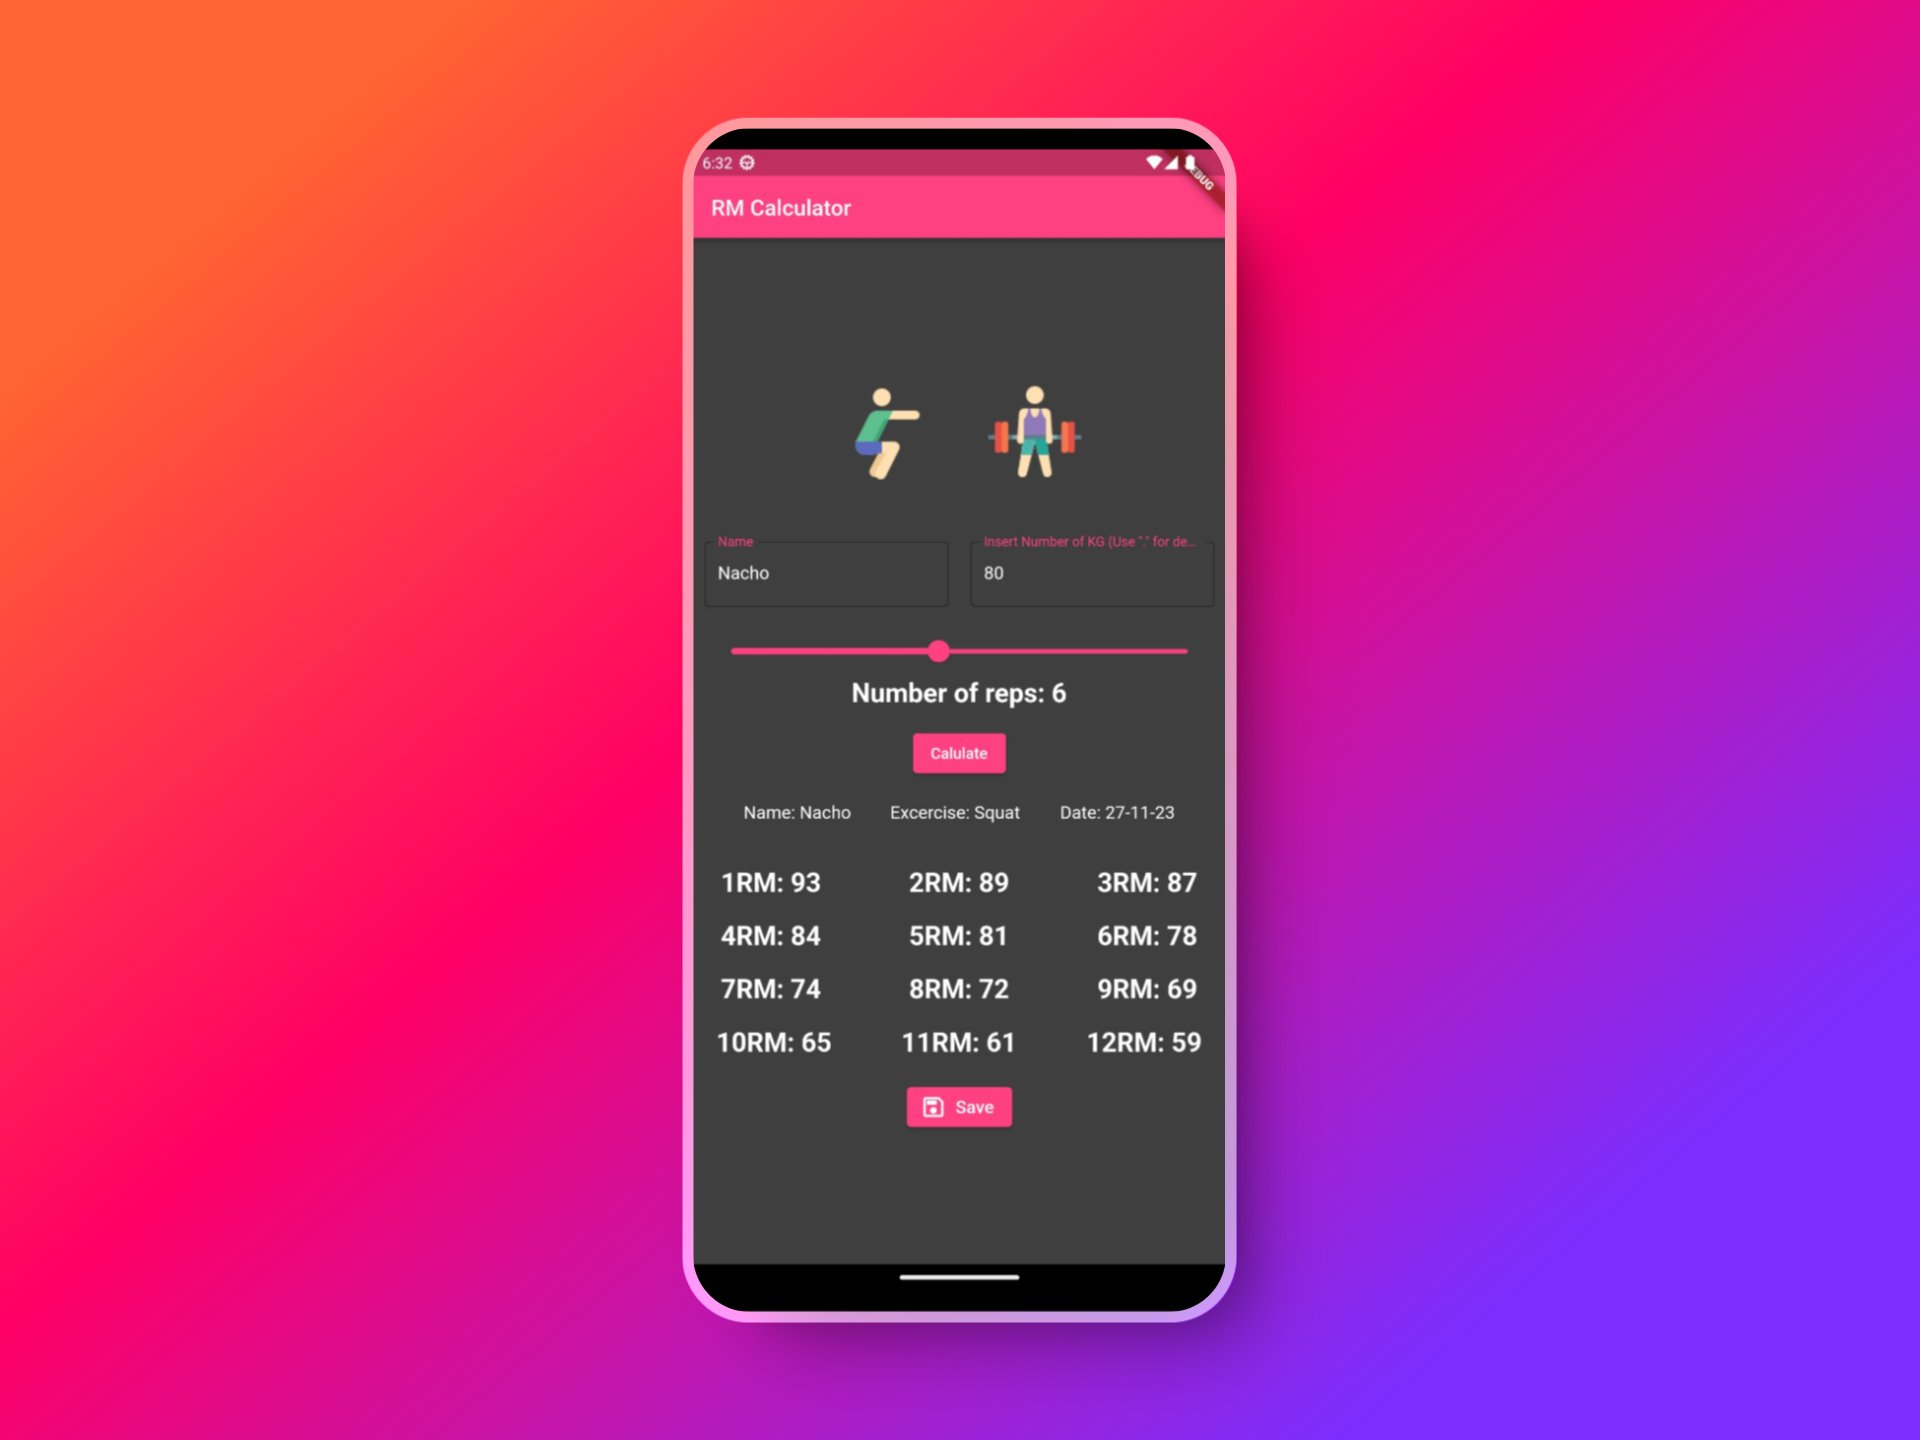 6:32
EBUG
RM Calculator
Name
Insert Number of KG (Use "." for de...
Nacho
80
Number of reps: 6
Calulate
Name: Nacho Excercise: Squat Date: 27-11-23
1RM: 93 2RM: 89 3RM: 87
4RM: 84 5RM: 81 6RM: 78
7RM: 74 8RM: 72 9RM: 69
10RM: 65 11RM: 61 12RM: 59
Save